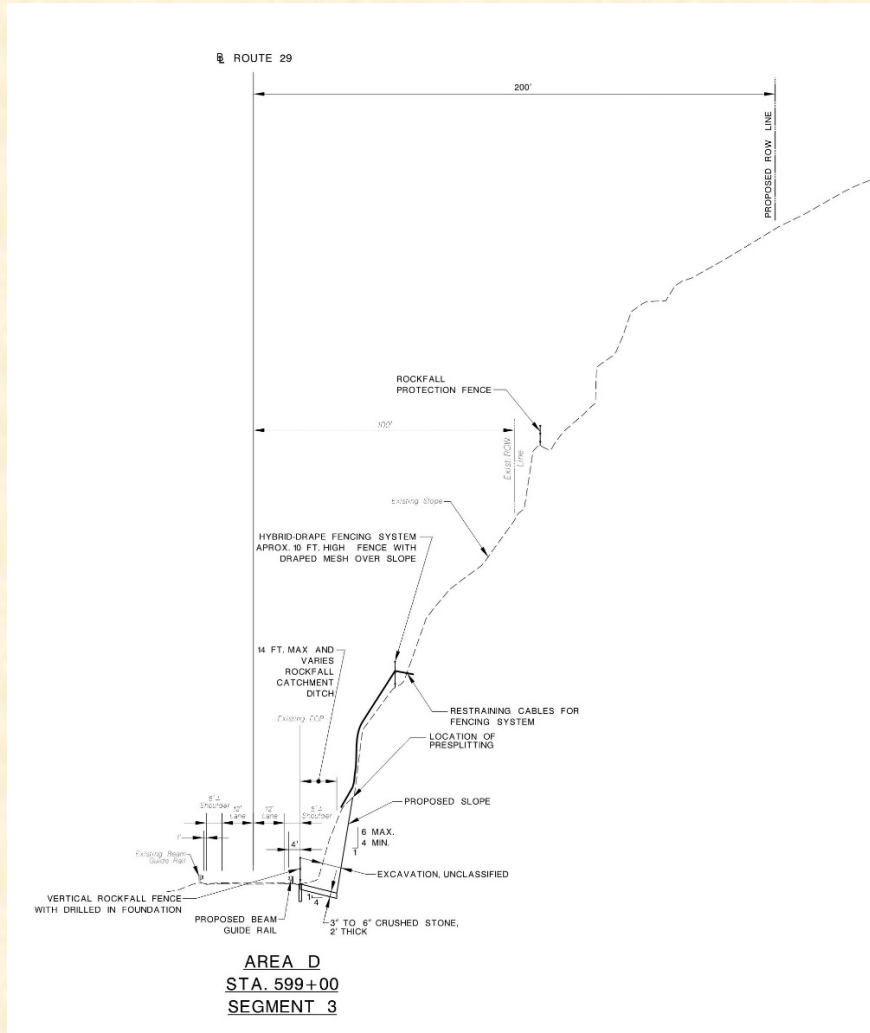 ROUTE 29
200'
PROPOSED ROW LINE
ROCKFALL
PROTECTION FENCE
100'
Exist. ROW
Line
Existing Slope
HYBRID-DRAPE FENCING SYSTEM
APROX. 10 FT. HIGH FENCE WITH
DRAPED MESH OVER SLOPE
14 FT. MAX AND
VARIES
ROCKFALL
CATCHMENT
DITCH
RESTRAINING CABLES FOR
FENCING SYSTEM
Existing EOP
LOCATION OF
PRESPLITTING
PROPOSED SLOPE
Shoulder
12'
Lane
12'
Lane
Shoulder
6 MAX.
4 MIN.
1
1'
4'
Existing Beam
Guide Rail
EXCAVATION, UNCLASSIFIED
VERTICAL ROCKFALL FENCE
WITH DRILLED IN FOUNDATION
PROPOSED BEAM
GUIDE RAIL
1
4
3" TO 6" CRUSHED STONE,
2' THICK
AREA D
STA. 599+00
SEGMENT 3